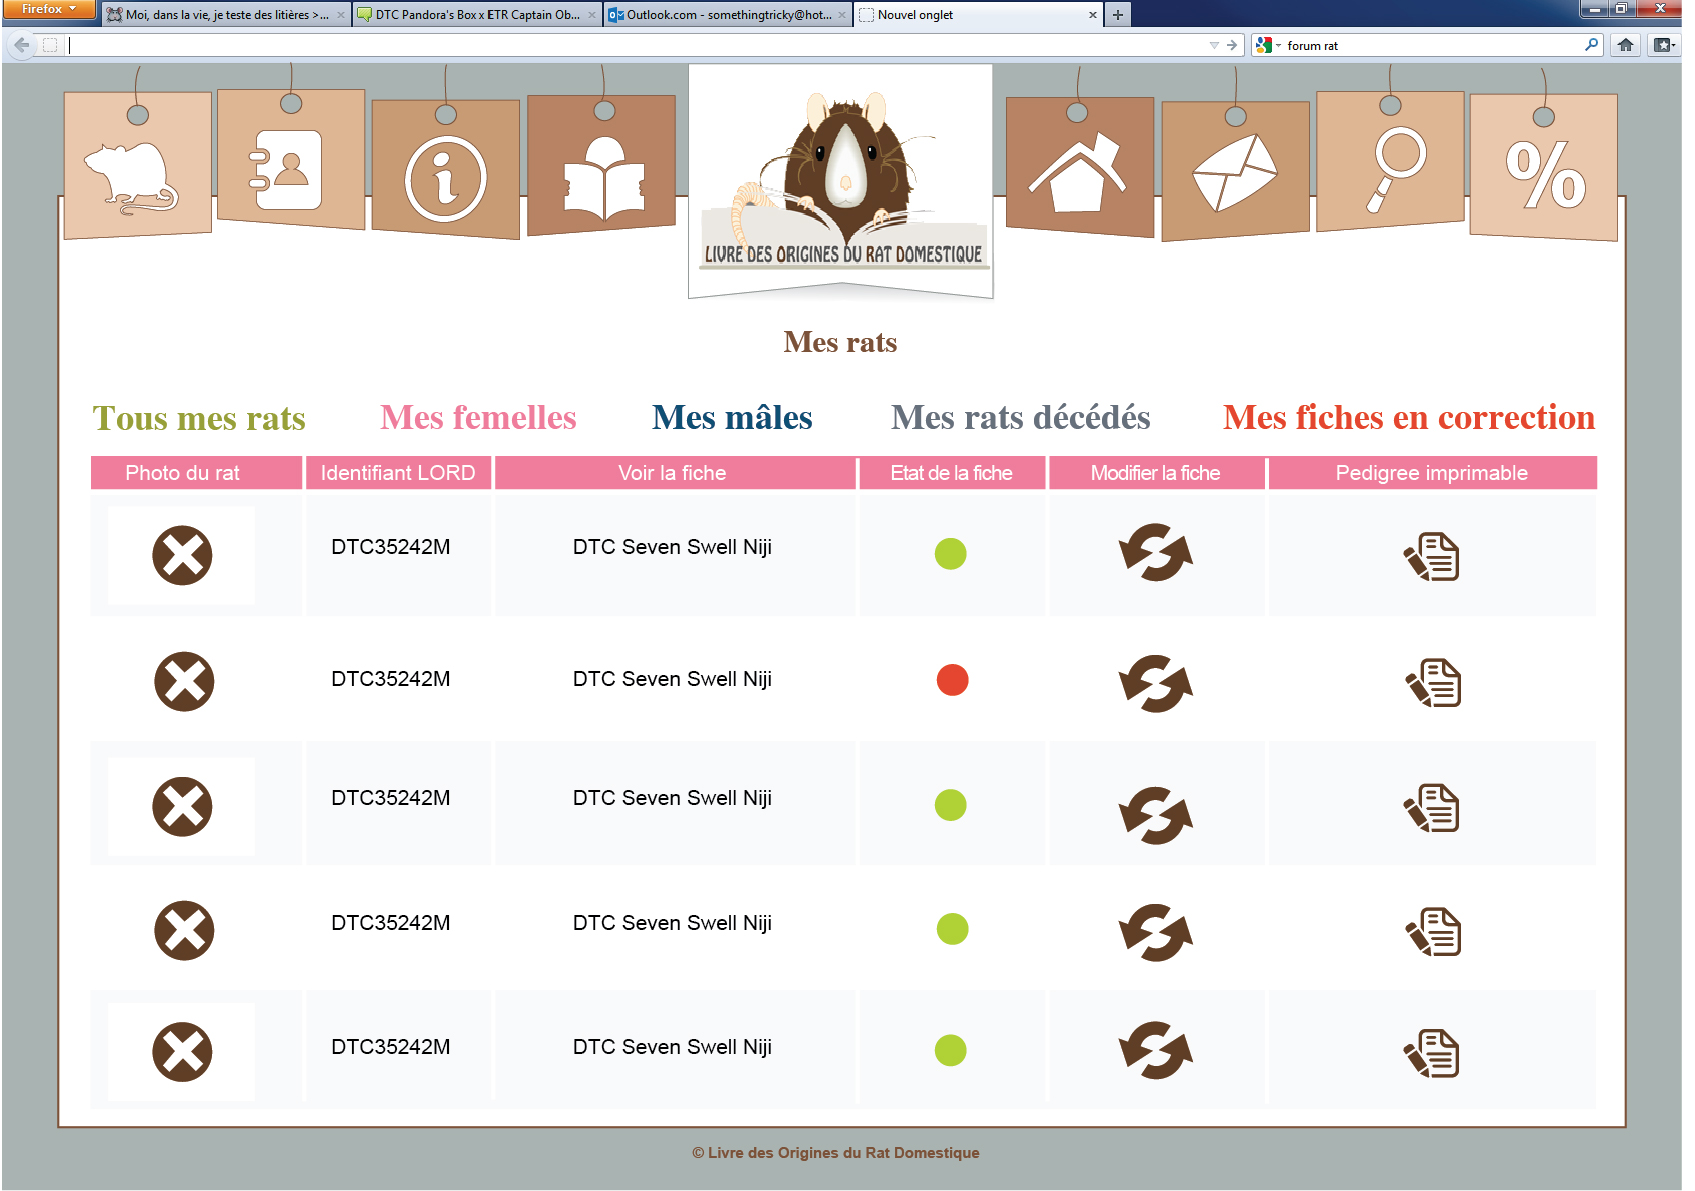 Firefox
Moi, dans la vie, je teste des litières >...
DTC Pandora's Box x ETR Captain Ob...
Outlook.com - somethingtricky@hot...
Nouvel onglet
forum rat
%
LIVRE DES ORIGINES DU RAT DOMESTIQUE
Mes rats
Tous mes rats
Mes femelles
Mes mâles
Mes rats décédés
Mes fiches en correction
Photo du rat
Identifiant LORD
Voir la fiche
Etat de la fiche
Modifier la fiche
Pedigree imprimable
DTC35242M
DTC Seven Swell Niji
DTC35242M
DTC Seven Swell Niji
DTC35242M
DTC Seven Swell Niji
DTC35242M
DTC Seven Swell Niji
DTC35242M
DTC Seven Swell Niji
© Livre des Origines du Rat Domestique